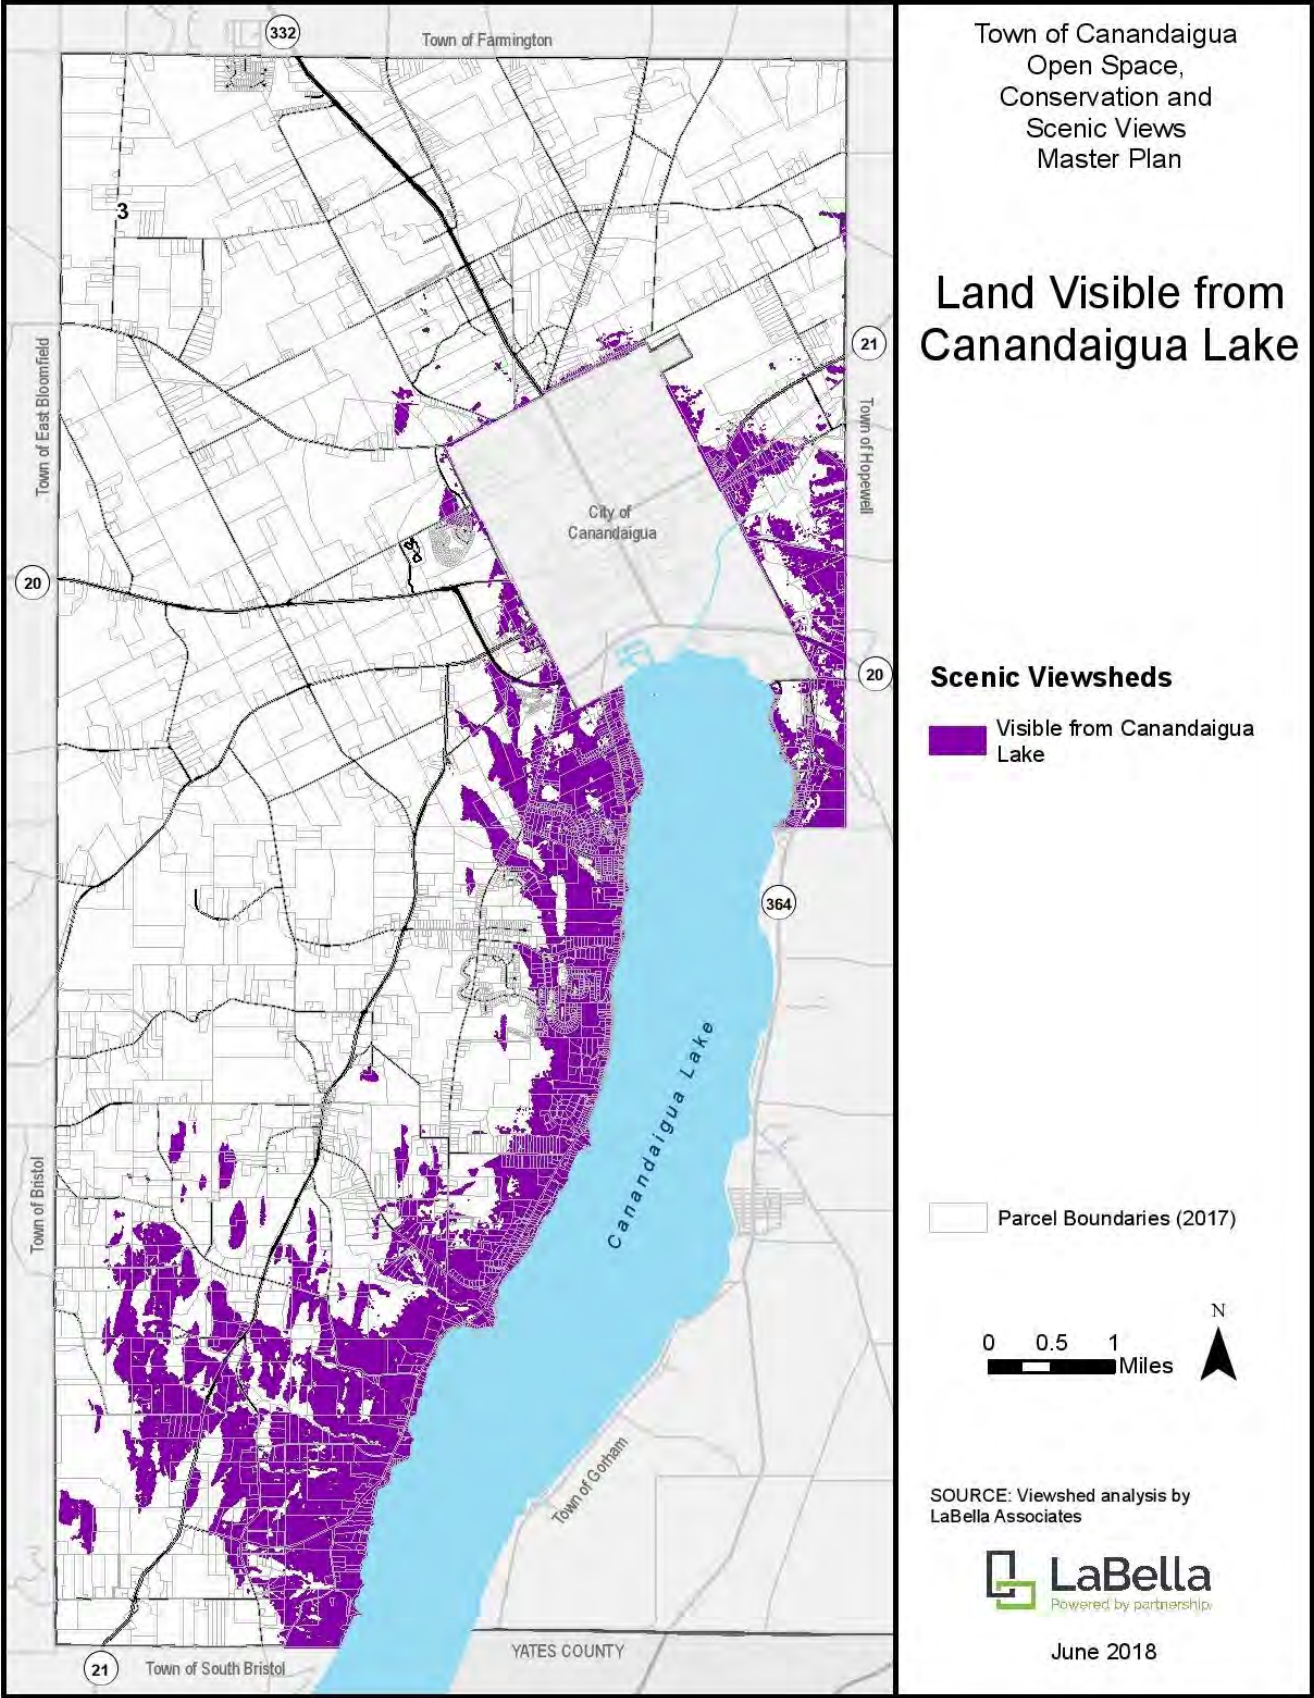 332
Town of Farmington
3
21
Town of East Bloomfield
Town of Hopewell
City of
Canandaigua
20
20
364
Canandaigua Lake
Town of Bristol
Town of Gorham
YATES COUNTY
21
Town of South Bristol
Town of Canandaigua
Open Space,
Conservation and
Scenic Views
Master Plan
Land Visible from
Canandaigua Lake
Scenic Viewsheds
Visible from Canandaigua
Lake
Parcel Boundaries (2017)
N
0 0.5 1
Miles
SOURCE: Viewshed analysis by
LaBella Associates
LaBella
Powered by partnership.
June 2018